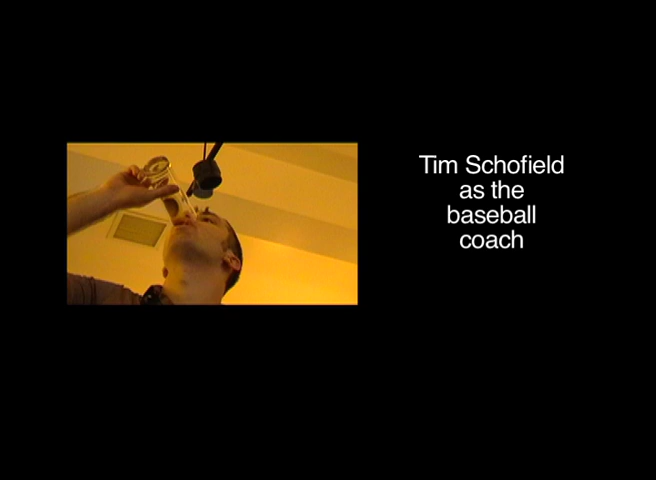 Tim Schofield
as the
baseball
coach